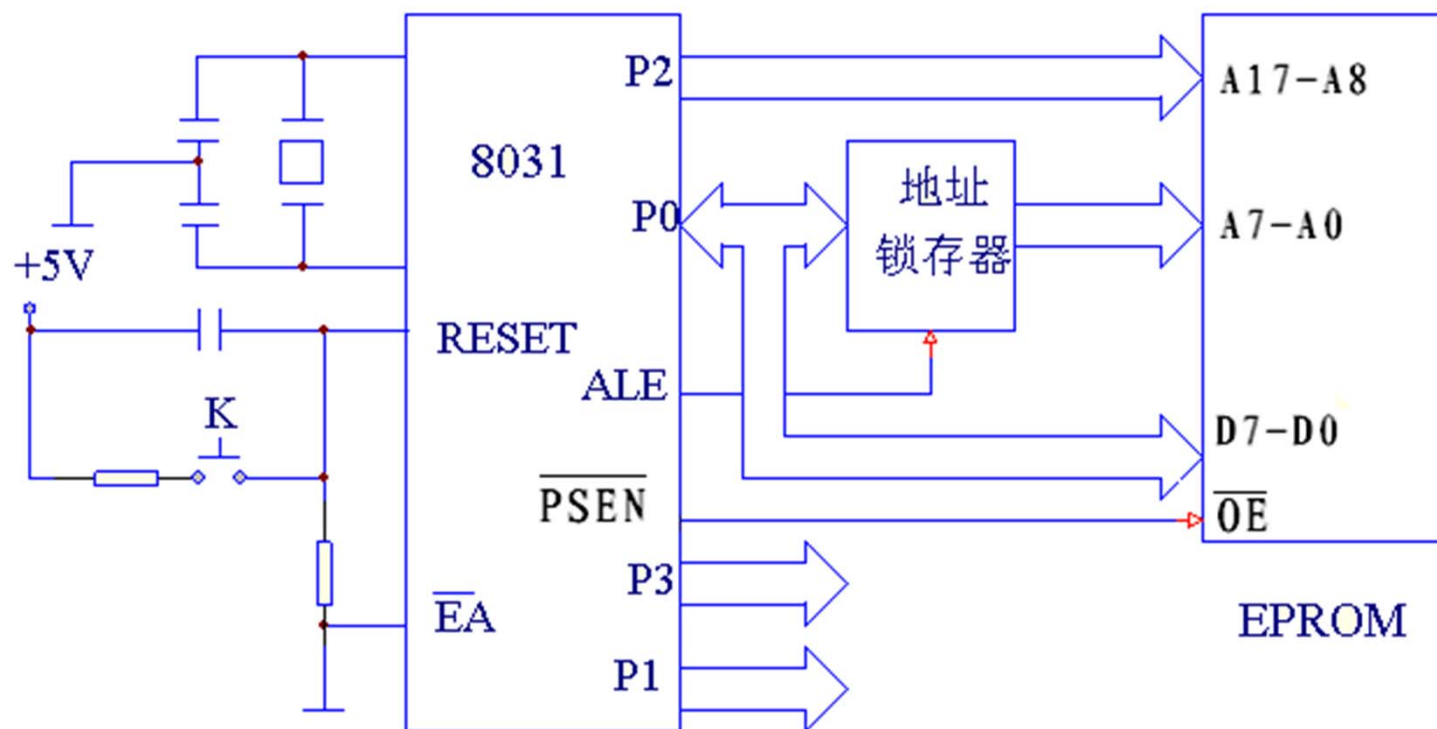 P2
A17-A8
8031
地址
锁存器
P0
A7-A0
+5V
RESET
ALE
K
D7-D0
PSEN
OE
P3
EA
EPROM
P1